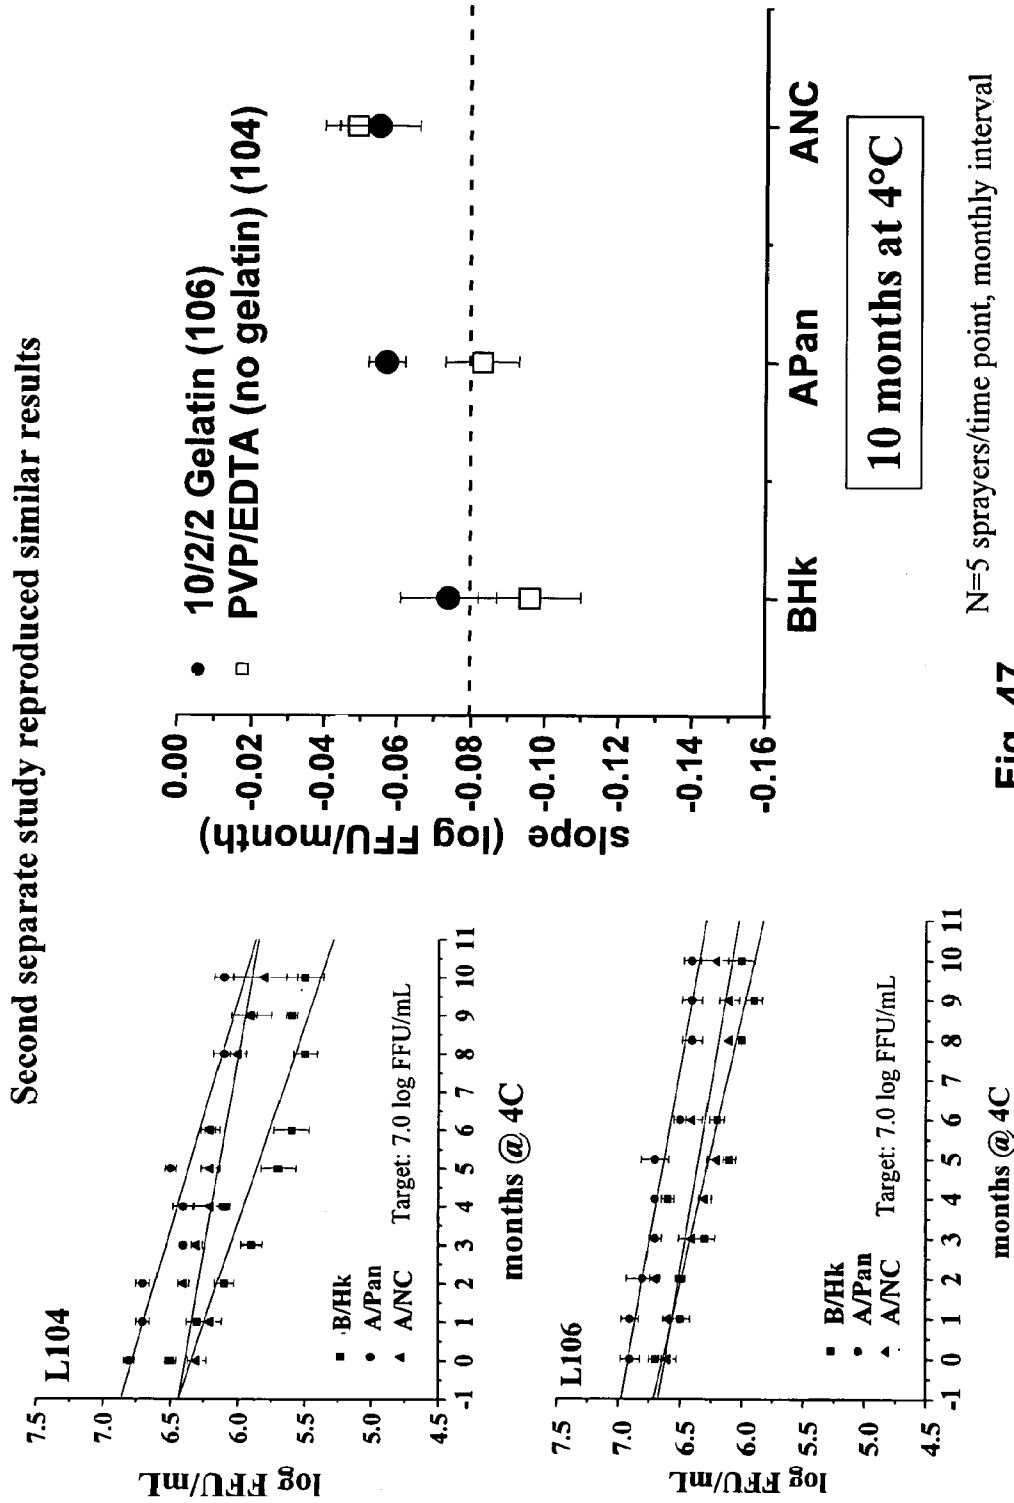 Second separate study reproduced similar results
L104
log FFU/mL
7.5
7.0
6.5
6.0
5.5
5.0
4.5
B/Hk
A/Pan
A/NC
Target: 7.0 log FFU/mL
-1 0 1 2 3 4 5 6 7 8 9 10 11
months @ 4C
L106
log FFU/mL
7.5
7.0
6.5
6.0
5.5
5.0
4.5
B/Hk
A/Pan
A/NC
Target: 7.0 log FFU/mL
-1 0 1 2 3 4 5 6 7 8 9 10 11
months @ 4C
10/2/2 Gelatin (106)
PVP/EDTA (no gelatin) (104)
slope (log FFU/month)
0.00
-0.02
-0.04
-0.06
-0.08
-0.10
-0.12
-0.14
-0.16
BHk APan ANC
10 months at 4°C
N=5 sprayers/time point, monthly interval
Fig. 47